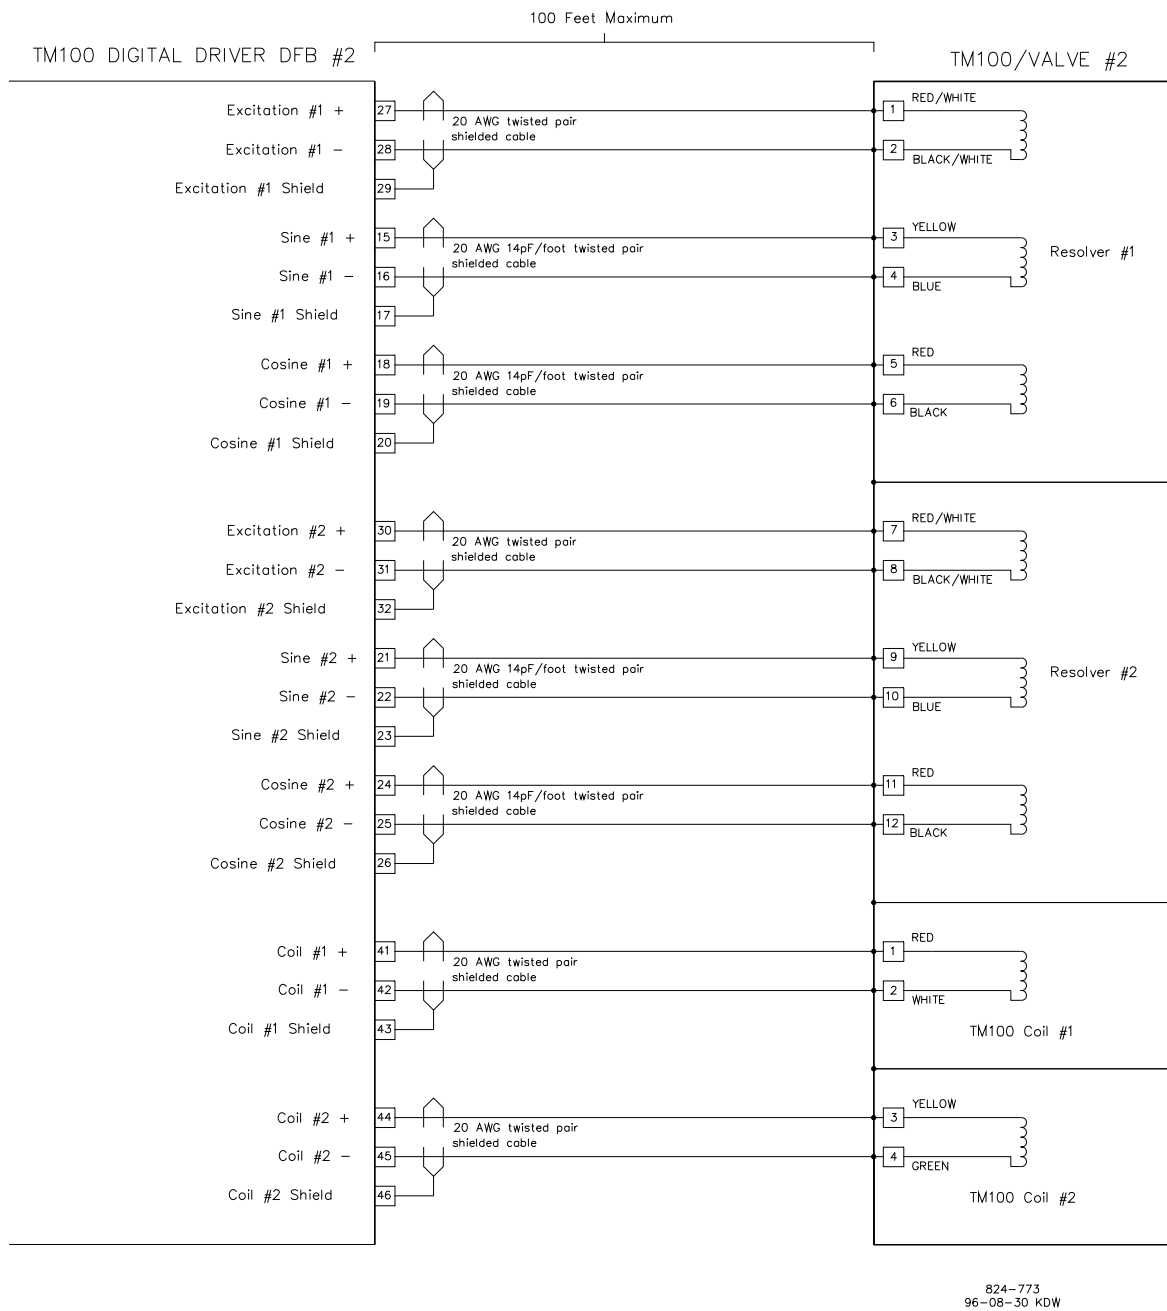 100 Feet Maximum
TM100 DIGITAL DRIVER DFB #2
TM100/VALVE #2
Excitation #1 + 27 1 RED/WHITE
20 AWG twisted pair
shielded cable
Excitation #1 − 28 2 BLACK/WHITE
Excitation #1 Shield 29
Sine #1 + 15 3 YELLOW
20 AWG 14pF/foot twisted pair
shielded cable
Resolver #1
Sine #1 − 16 4 BLUE
Sine #1 Shield 17
Cosine #1 + 18 5 RED
20 AWG 14pF/foot twisted pair
shielded cable
Cosine #1 − 19 6 BLACK
Cosine #1 Shield 20
Excitation #2 + 30 7 RED/WHITE
20 AWG twisted pair
shielded cable
Excitation #2 − 31 8 BLACK/WHITE
Excitation #2 Shield 32
Sine #2 + 21 9 YELLOW
20 AWG 14pF/foot twisted pair
shielded cable
Resolver #2
Sine #2 − 22 10 BLUE
Sine #2 Shield 23
Cosine #2 + 24 11 RED
20 AWG 14pF/foot twisted pair
shielded cable
Cosine #2 − 25 12 BLACK
Cosine #2 Shield 26
Coil #1 + 41 1 RED
20 AWG twisted pair
shielded cable
Coil #1 − 42 2 WHITE
Coil #1 Shield 43
TM100 Coil #1
Coil #2 + 44 3 YELLOW
20 AWG twisted pair
shielded cable
Coil #2 − 45 4 GREEN
Coil #2 Shield 46
TM100 Coil #2
824−773
96−08−30 KDW